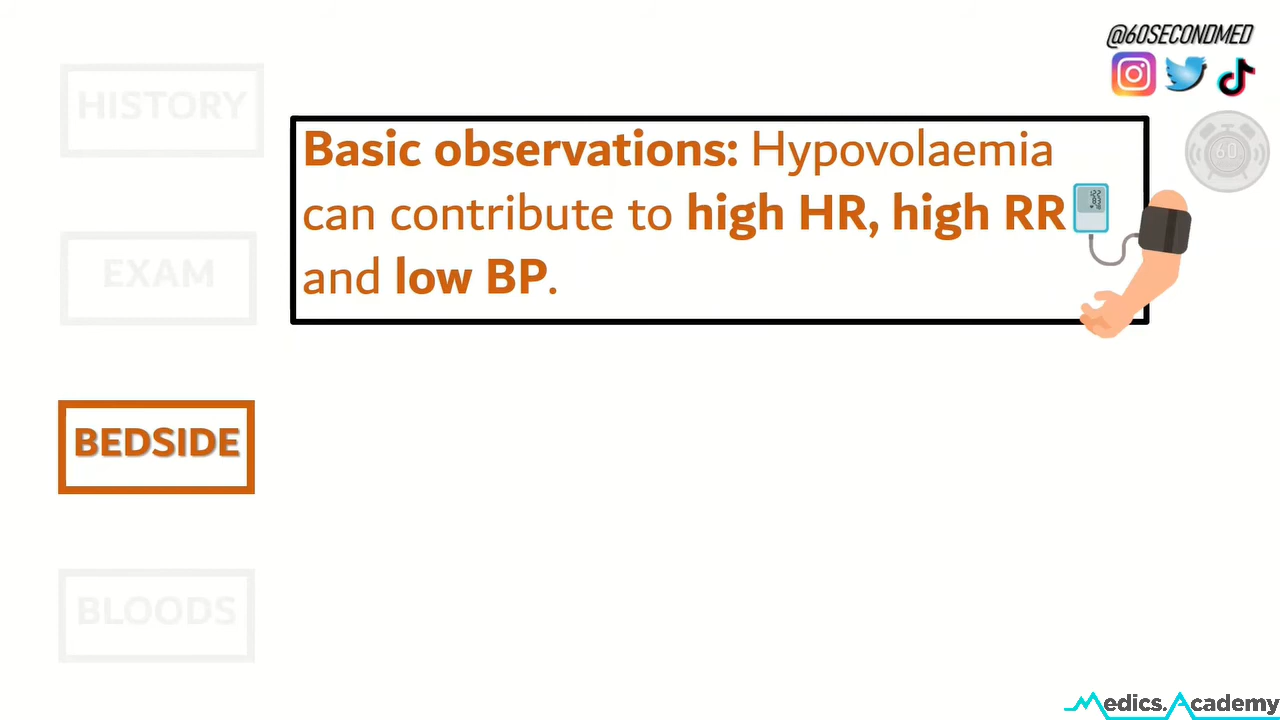 @60SECONDMED
HISTORY
Basic observations: Hypovolaemia
can contribute to high HR, high RR
and low BP.
60
EXAM
BEDSIDE
BLOODS
Medics.Academy